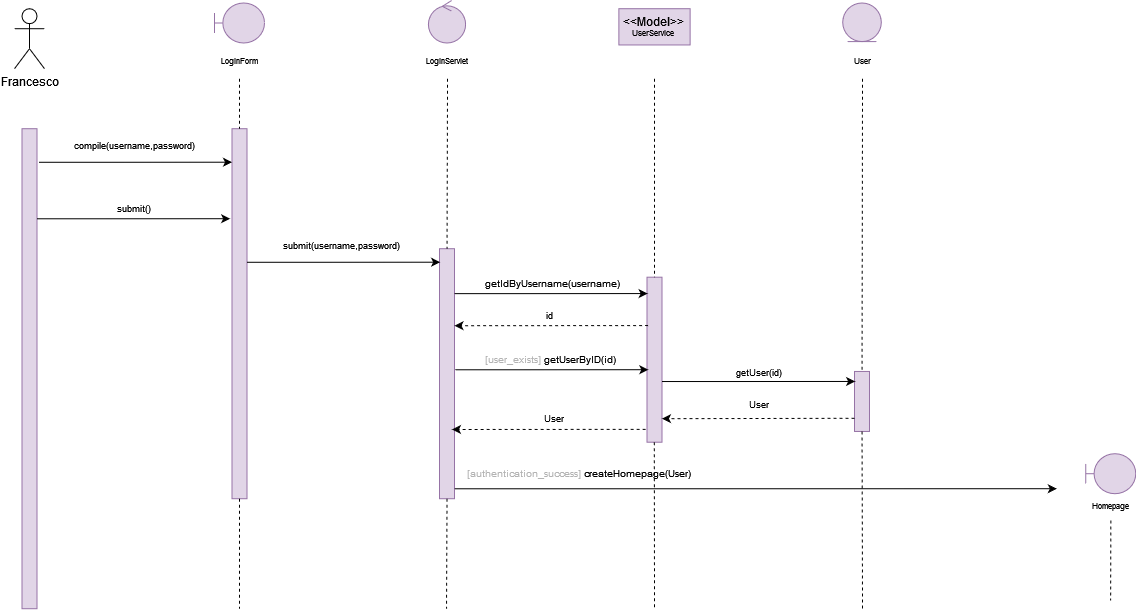 <<Model>>
UserService
LogInForm
LogInServlet
User
Francesco
compile(username,password)
submit()
submit(username,password)
getIdByUsername(username)
id
[user_exists] getUserByID(id)
getUser(id)
User
User
[authentication_success] createHomepage(User)
Homepage